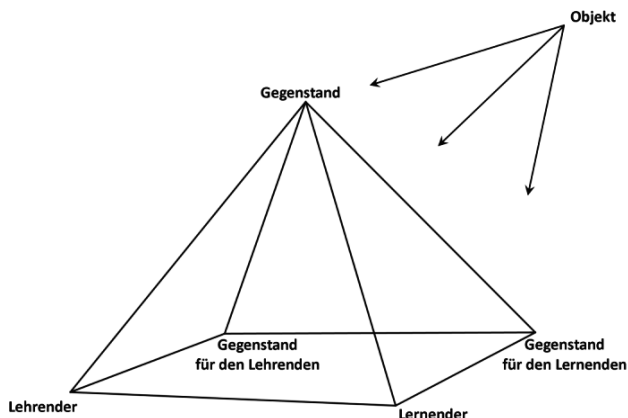 Objekt
Gegenstand
Gegenstand
für den Lehrenden
Gegenstand
für den Lernenden
Lehrender
Lernender